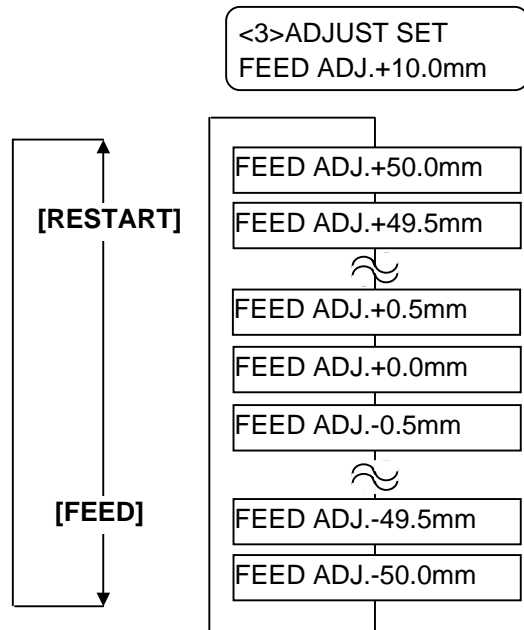 <3>ADJUST SET
FEED ADJ.+10.0mm
FEED ADJ.+50.0mm
[RESTART]
FEED ADJ.+49.5mm
FEED ADJ.+0.5mm
FEED ADJ.+0.0mm
FEED ADJ.-0.5mm
[FEED]
FEED ADJ.-49.5mm
FEED ADJ.-50.0mm